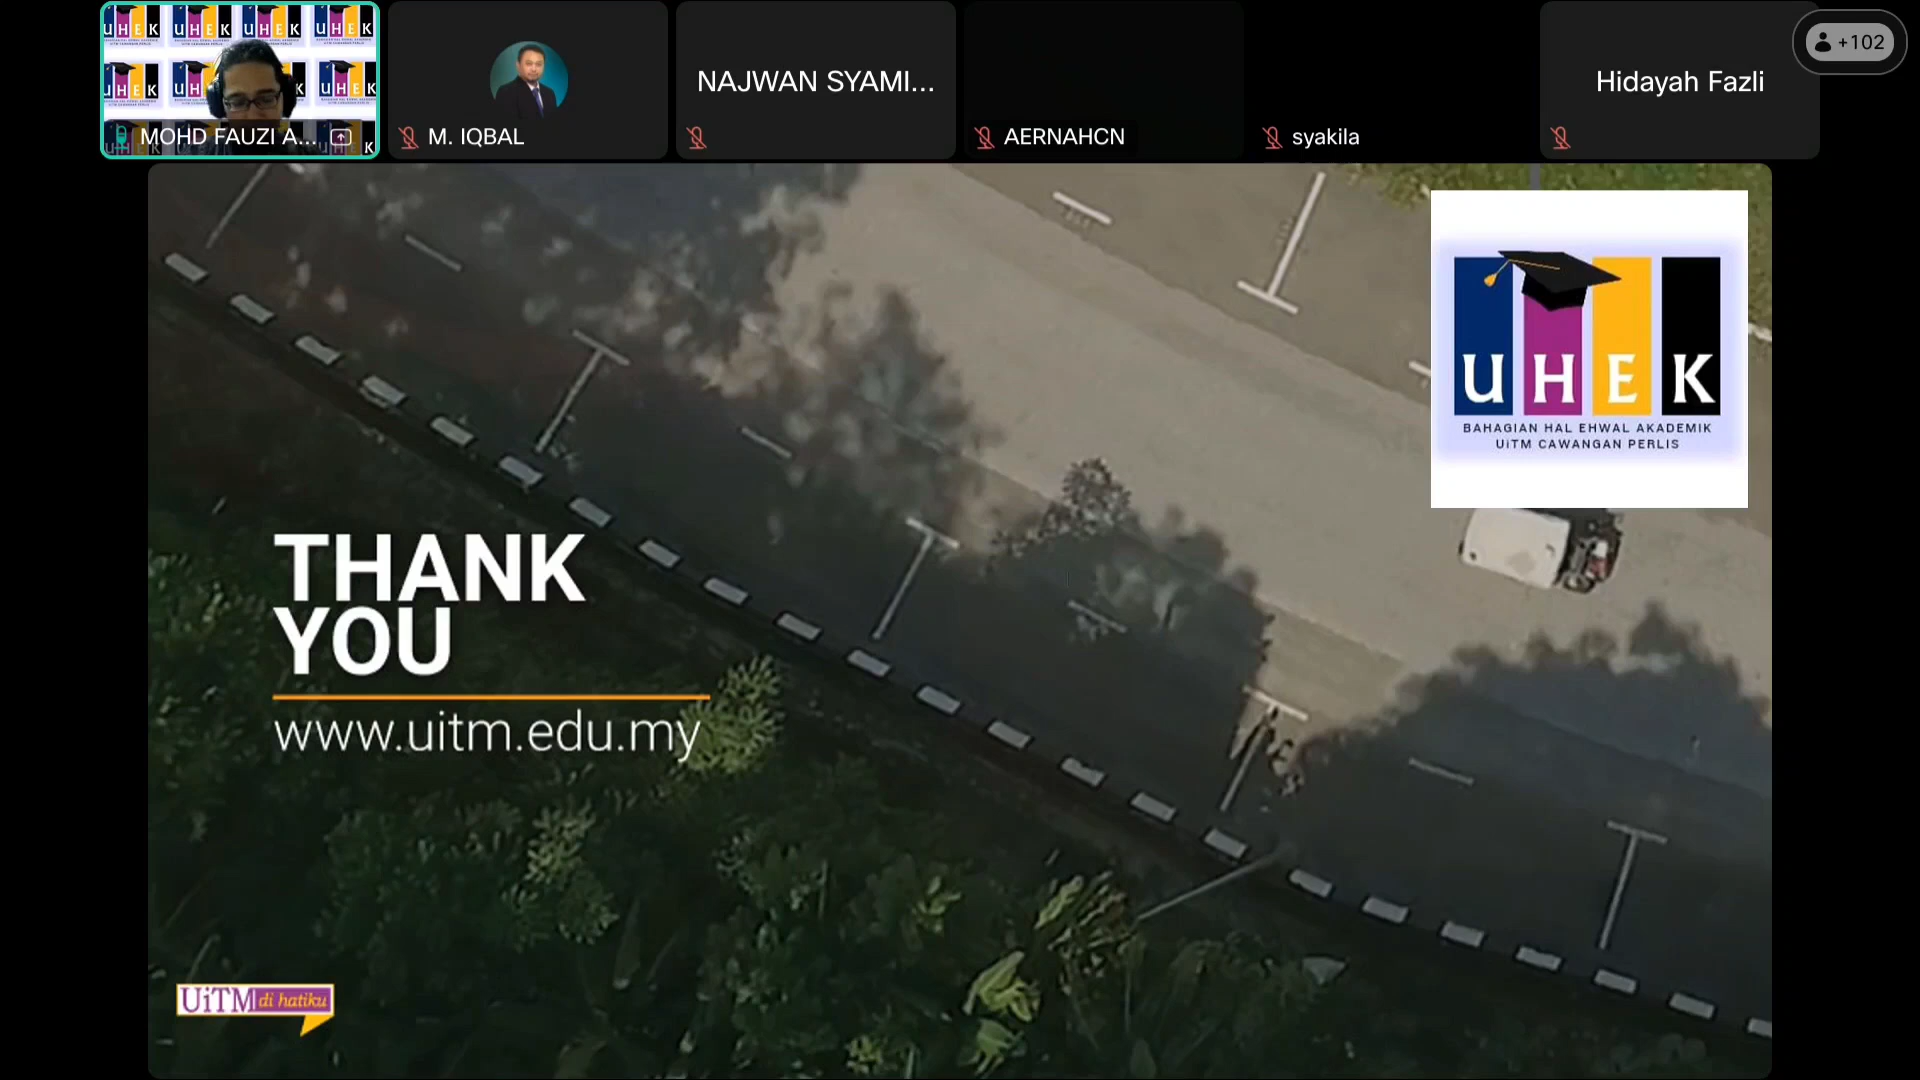 MOHD FAUZI A...
M. IQBAL
NAJWAN SYAMI...
AERNAHCN
syakila
Hidayah Fazli
+102
UHEK
BAHAGIAN HAL EHWAL AKADEMIK
UiTM CAWANGAN PERLIS
THANK
YOU
www.uitm.edu.my
UiTM di hatiku